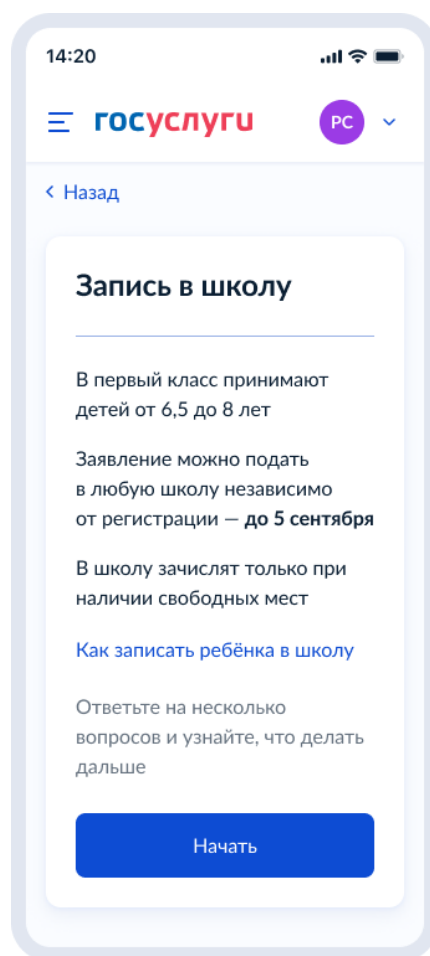 14:20
госуслуги
РС
Назад
Запись в школу
В первый класс принимают
детей от 6,5 до 8 лет
Заявление можно подать
в любую школу независимо
от регистрации — до 5 сентября
В школу зачислят только при
наличии свободных мест
Как записать ребёнка в школу
Ответьте на несколько
вопросов и узнайте, что делать
дальше
Начать